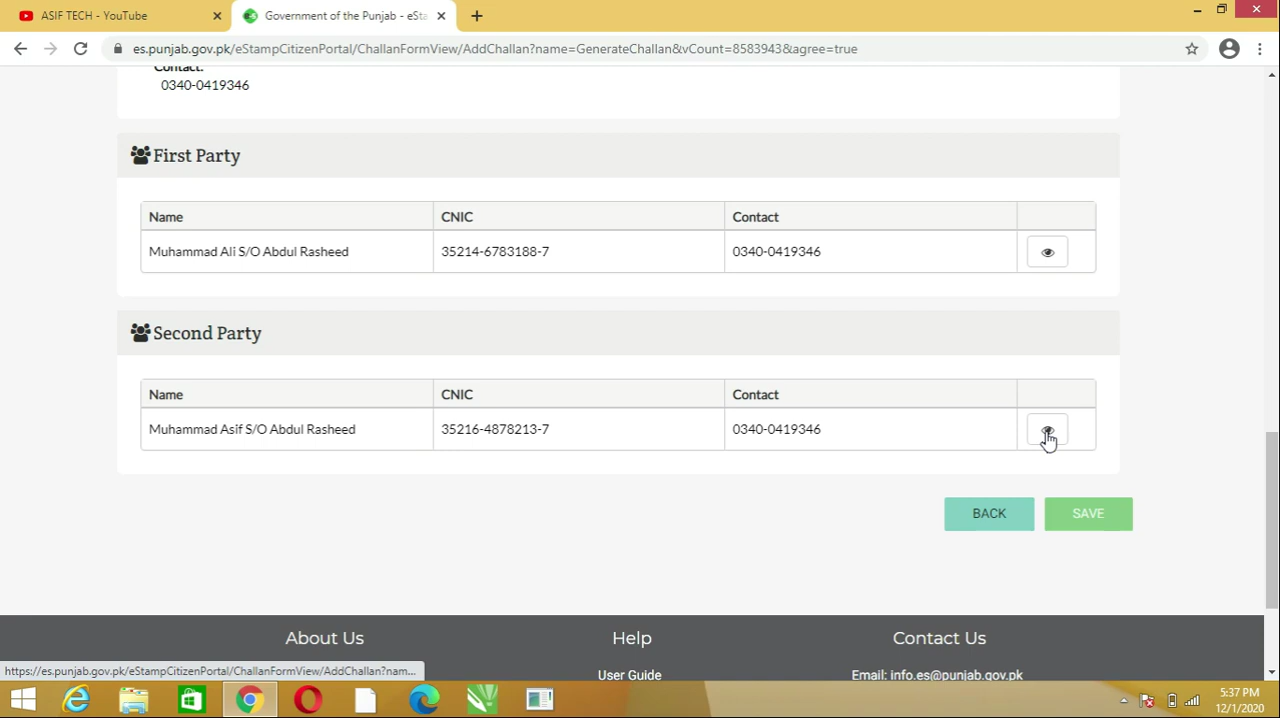 ASIF TECH - YouTube
Government of the Punjab - eSta
es.punjab.gov.pk/eStampCitizenPortal/ChallanFormView/AddChallan?name=GenerateChallan&vCount=8583943&agree=true
Contact:
0340-0419346
First Party
Name CNIC Contact
Muhammad Ali S/O Abdul Rasheed 35214-6783188-7 0340-0419346
Second Party
Name CNIC Contact
Muhammad Asif S/O Abdul Rasheed 35216-4878213-7 0340-0419346
BACK SAVE
About Us Help Contact Us
https://es.punjab.gov.pk/eStampCitizenPortal/ChallanFormView/AddChallan?nam...
User Guide Email: info.es@punjab.gov.pk
5:37 PM
12/1/2020